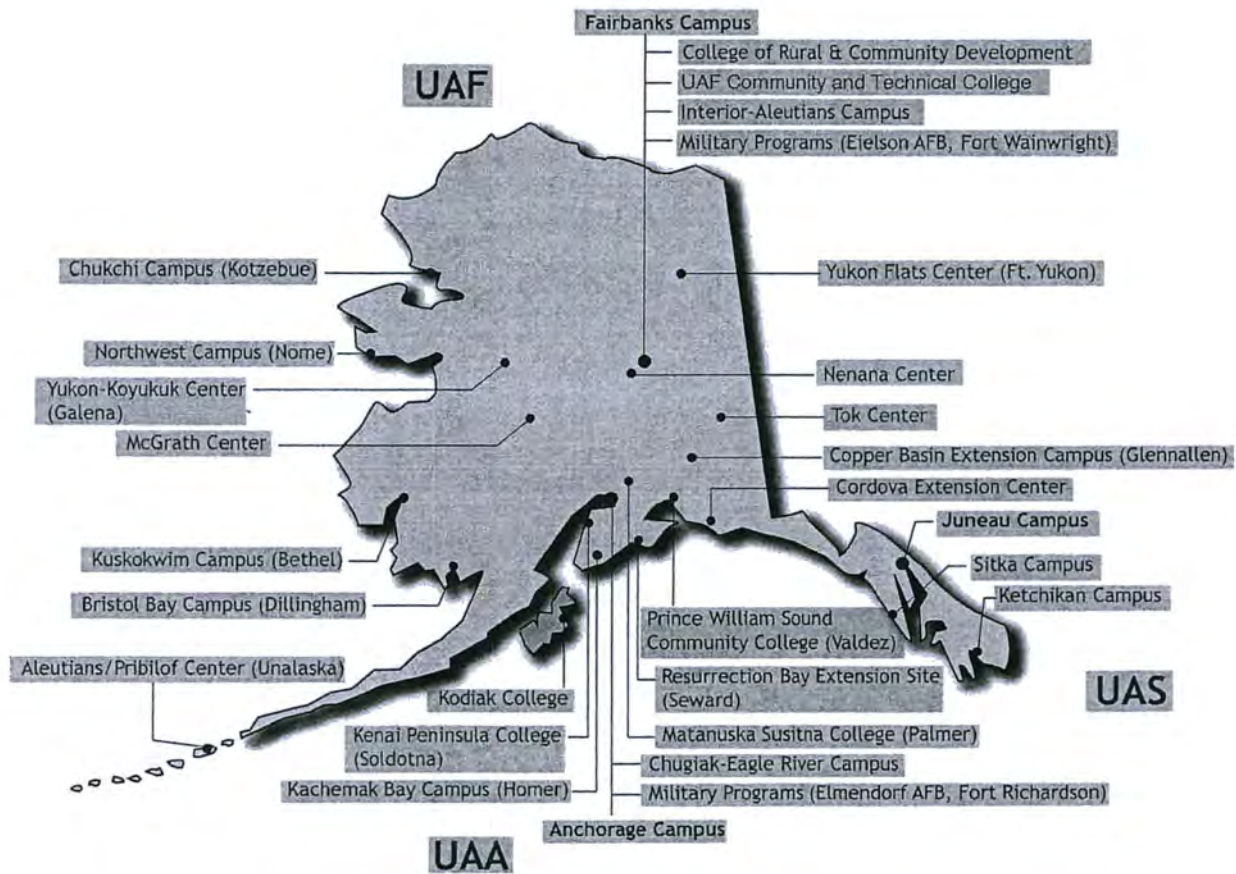 Fairbanks Campus
College of Rural & Community Development
UAF Community and Technical College
Interior-Aleutians Campus
Military Programs (Eielson AFB, Fort Wainwright)
UAF
Chukchi Campus (Kotzebue)
Yukon Flats Center (Ft. Yukon)
Northwest Campus (Nome)
Yukon-Koyukuk Center
(Galena)
McGrath Center
Nenana Center
Tok Center
Copper Basin Extension Campus (Glennallen)
Cordova Extension Center
Juneau Campus
Sitka Campus
Ketchikan Campus
Kuskokwim Campus (Bethel)
Bristol Bay Campus (Dillingham)
Aleutians/Pribilof Center (Unalaska)
Kodiak College
Kenai Peninsula College
(Soldotna)
Kachemak Bay Campus (Homer)
Prince William Sound
Community College (Valdez)
Resurrection Bay Extension Site
(Seward)
Matanuska Susitna College (Palmer)
Chugiak-Eagle River Campus
Military Programs (Elmendorf AFB, Fort Richardson)
Anchorage Campus
UAS
UAA